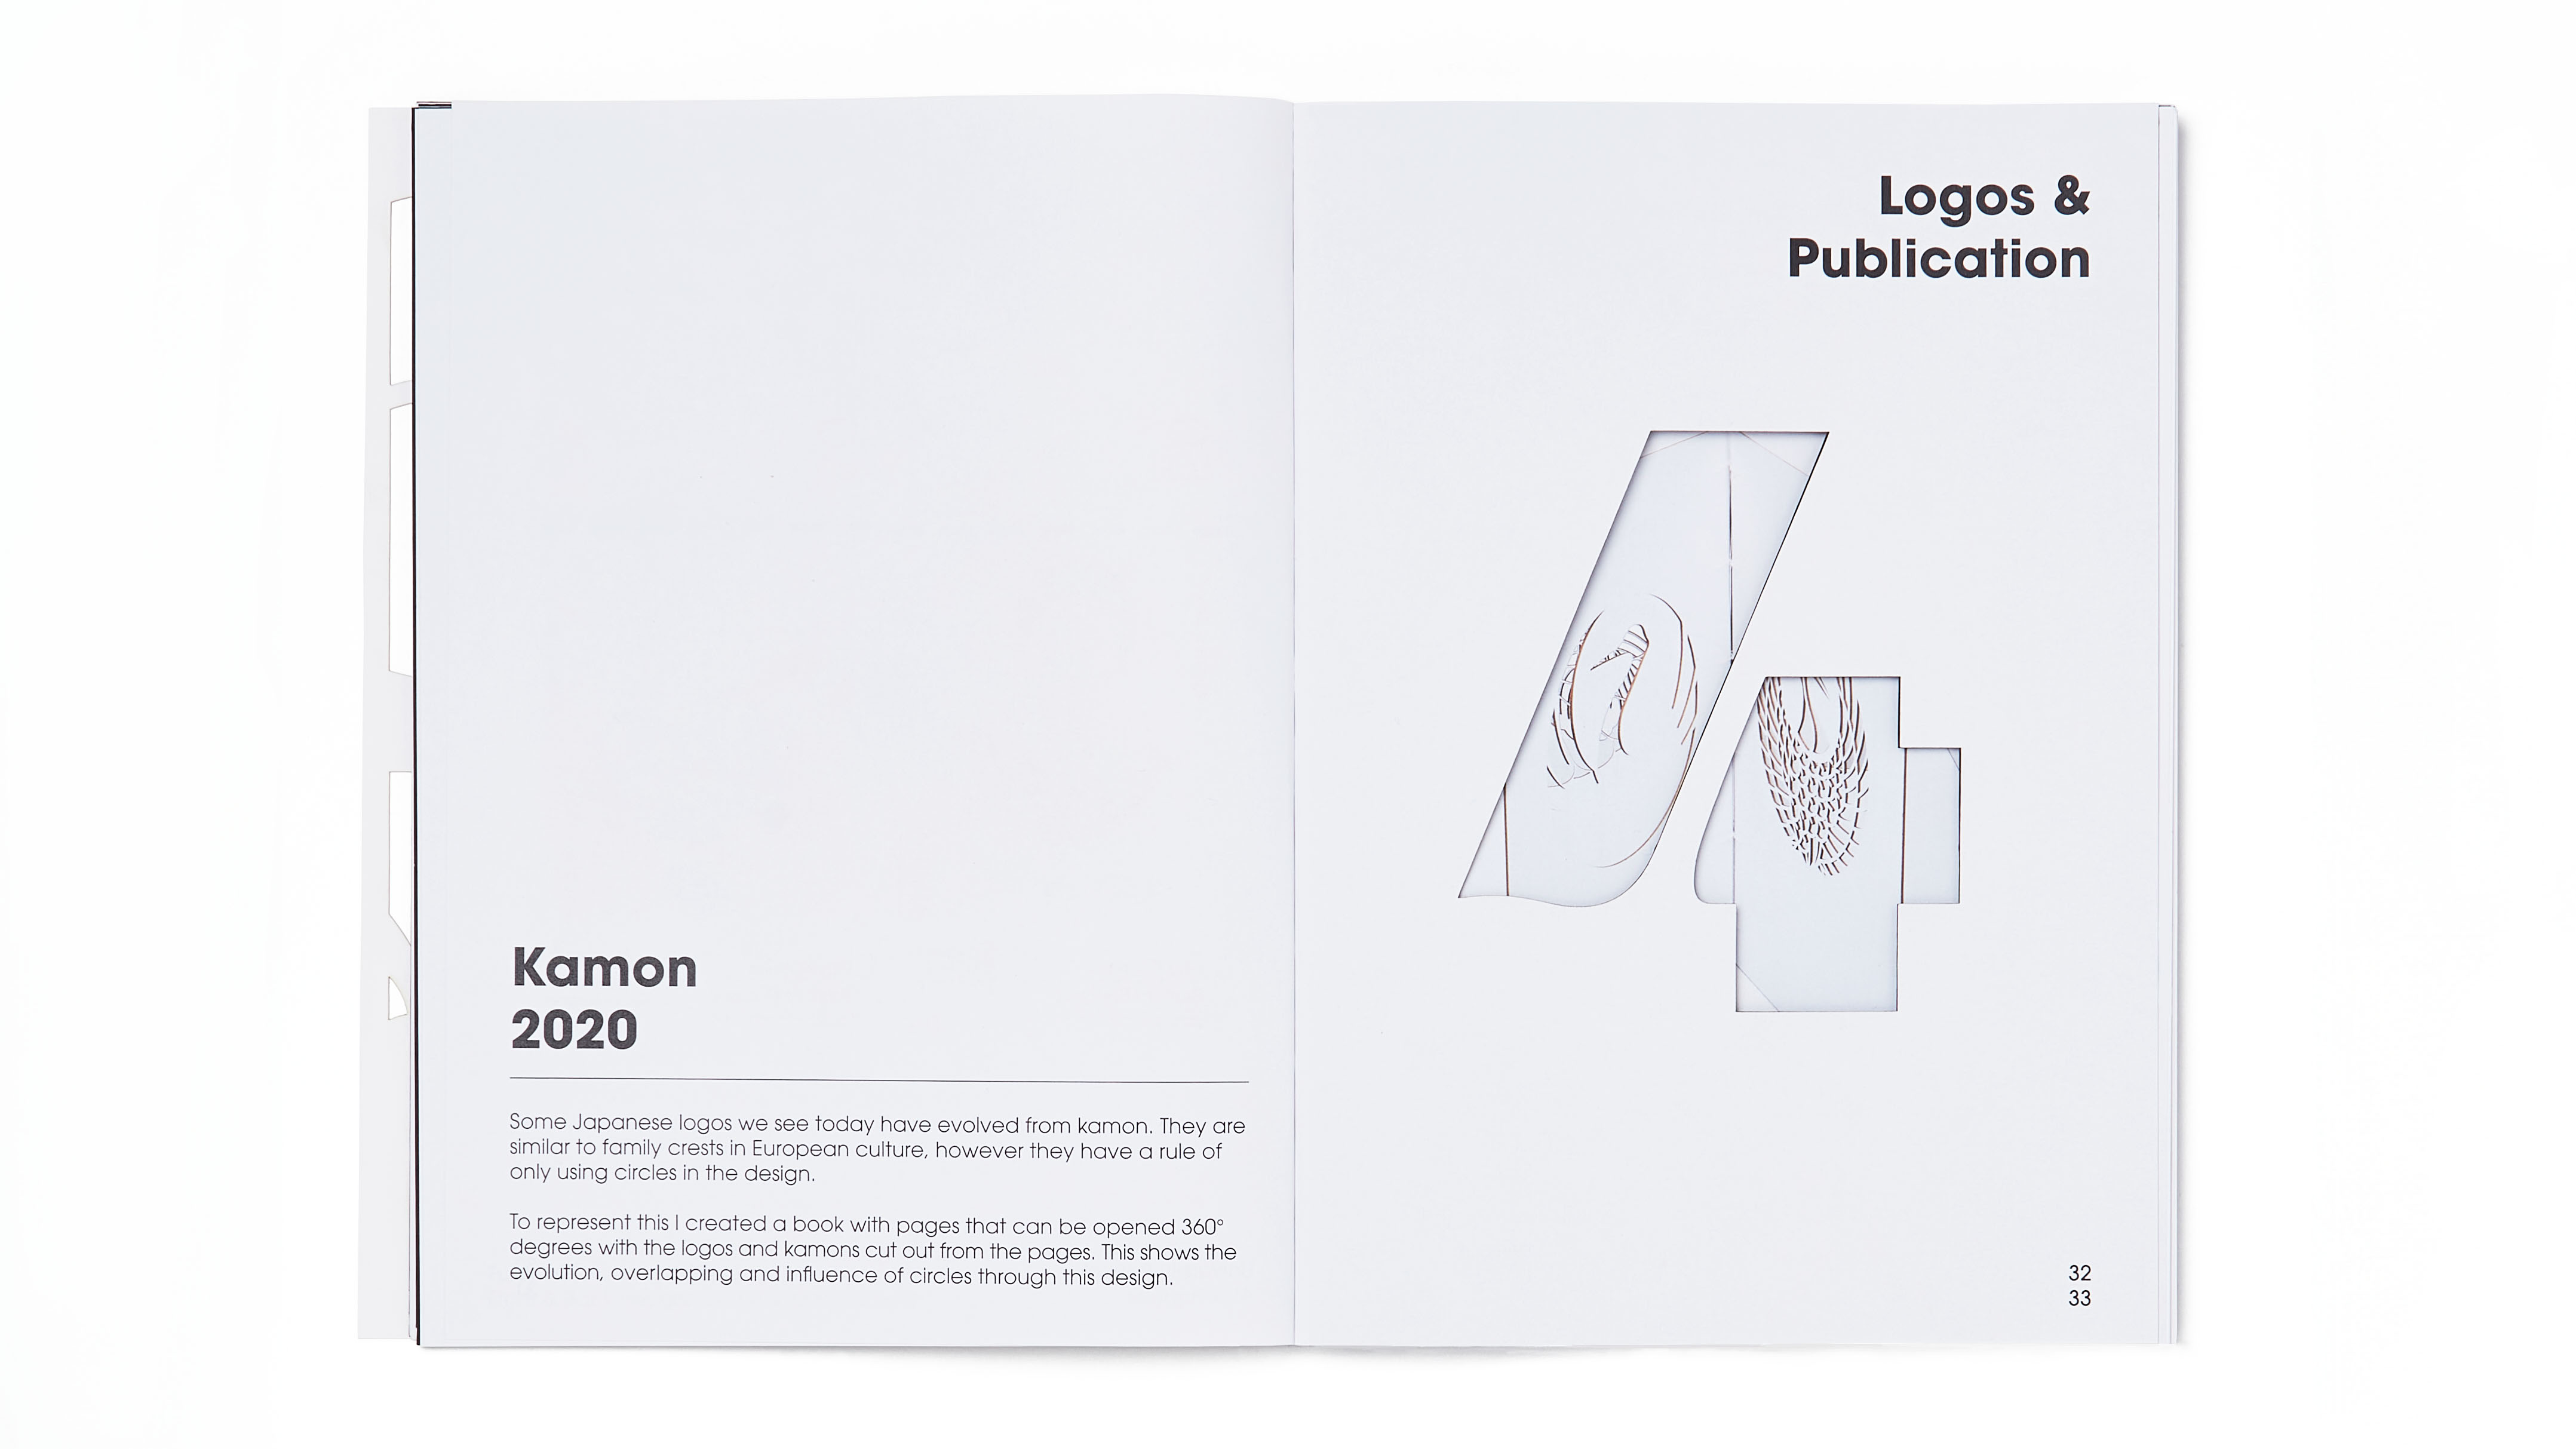 Kamon
2020
Some Japanese logos we see today have evolved from kamon. They are
similar to family crests in European culture, however they have a rule of
only using circles in the design.
To represent this I created a book with pages that can be opened 360°
degrees with the logos and kamons cut out from the pages. This shows the
evolution, overlapping and influence of circles through this design.
Logos &
Publication
4
32
33